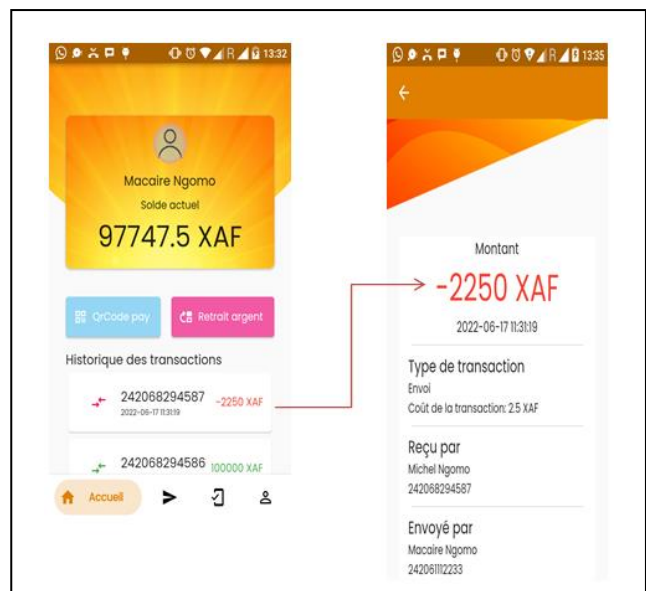 13:32
Macaire Ngomo
Solde actuel
97747.5 XAF
QrCode pay
Retrait argent
Historique des transactions
242068294587
-2250 XAF
2022-06-17 11:31:19
242068294586
100000 XAF
Accueil
R
13:35
Montant
-2250 XAF
2022-06-17 11:31:19
Type de transaction
Envoi
Coût de la transaction: 2.5 XAF
Reçu par
Michel Ngomo
242068294587
Envoyé par
Macaire Ngomo
242061112233